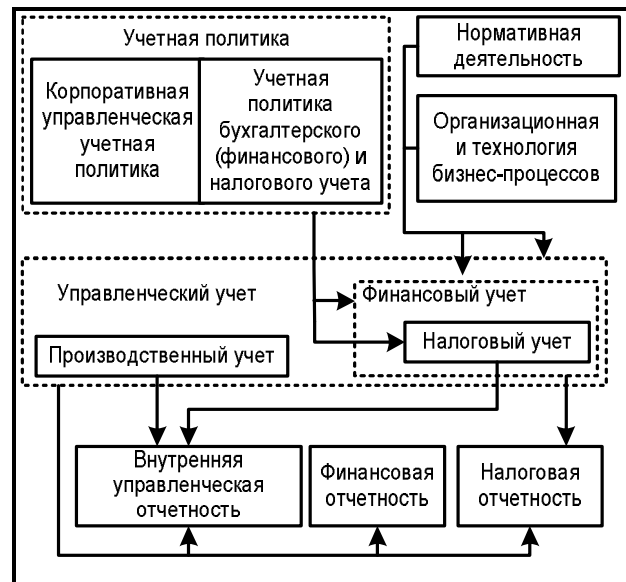 Учетная политика
Корпоративная
управленческая
учетная
политика
Учетная
политика
бухгалтерского
(финансового) и
налогового учета
Нормативная
деятельность
Организационная
и технология
бизнес-процессов
Управленческий учет
Финансовый учет
Производственный учет
Налоговый учет
Внутренняя
управленческая
отчетность
Финансовая
отчетность
Налоговая
отчетность